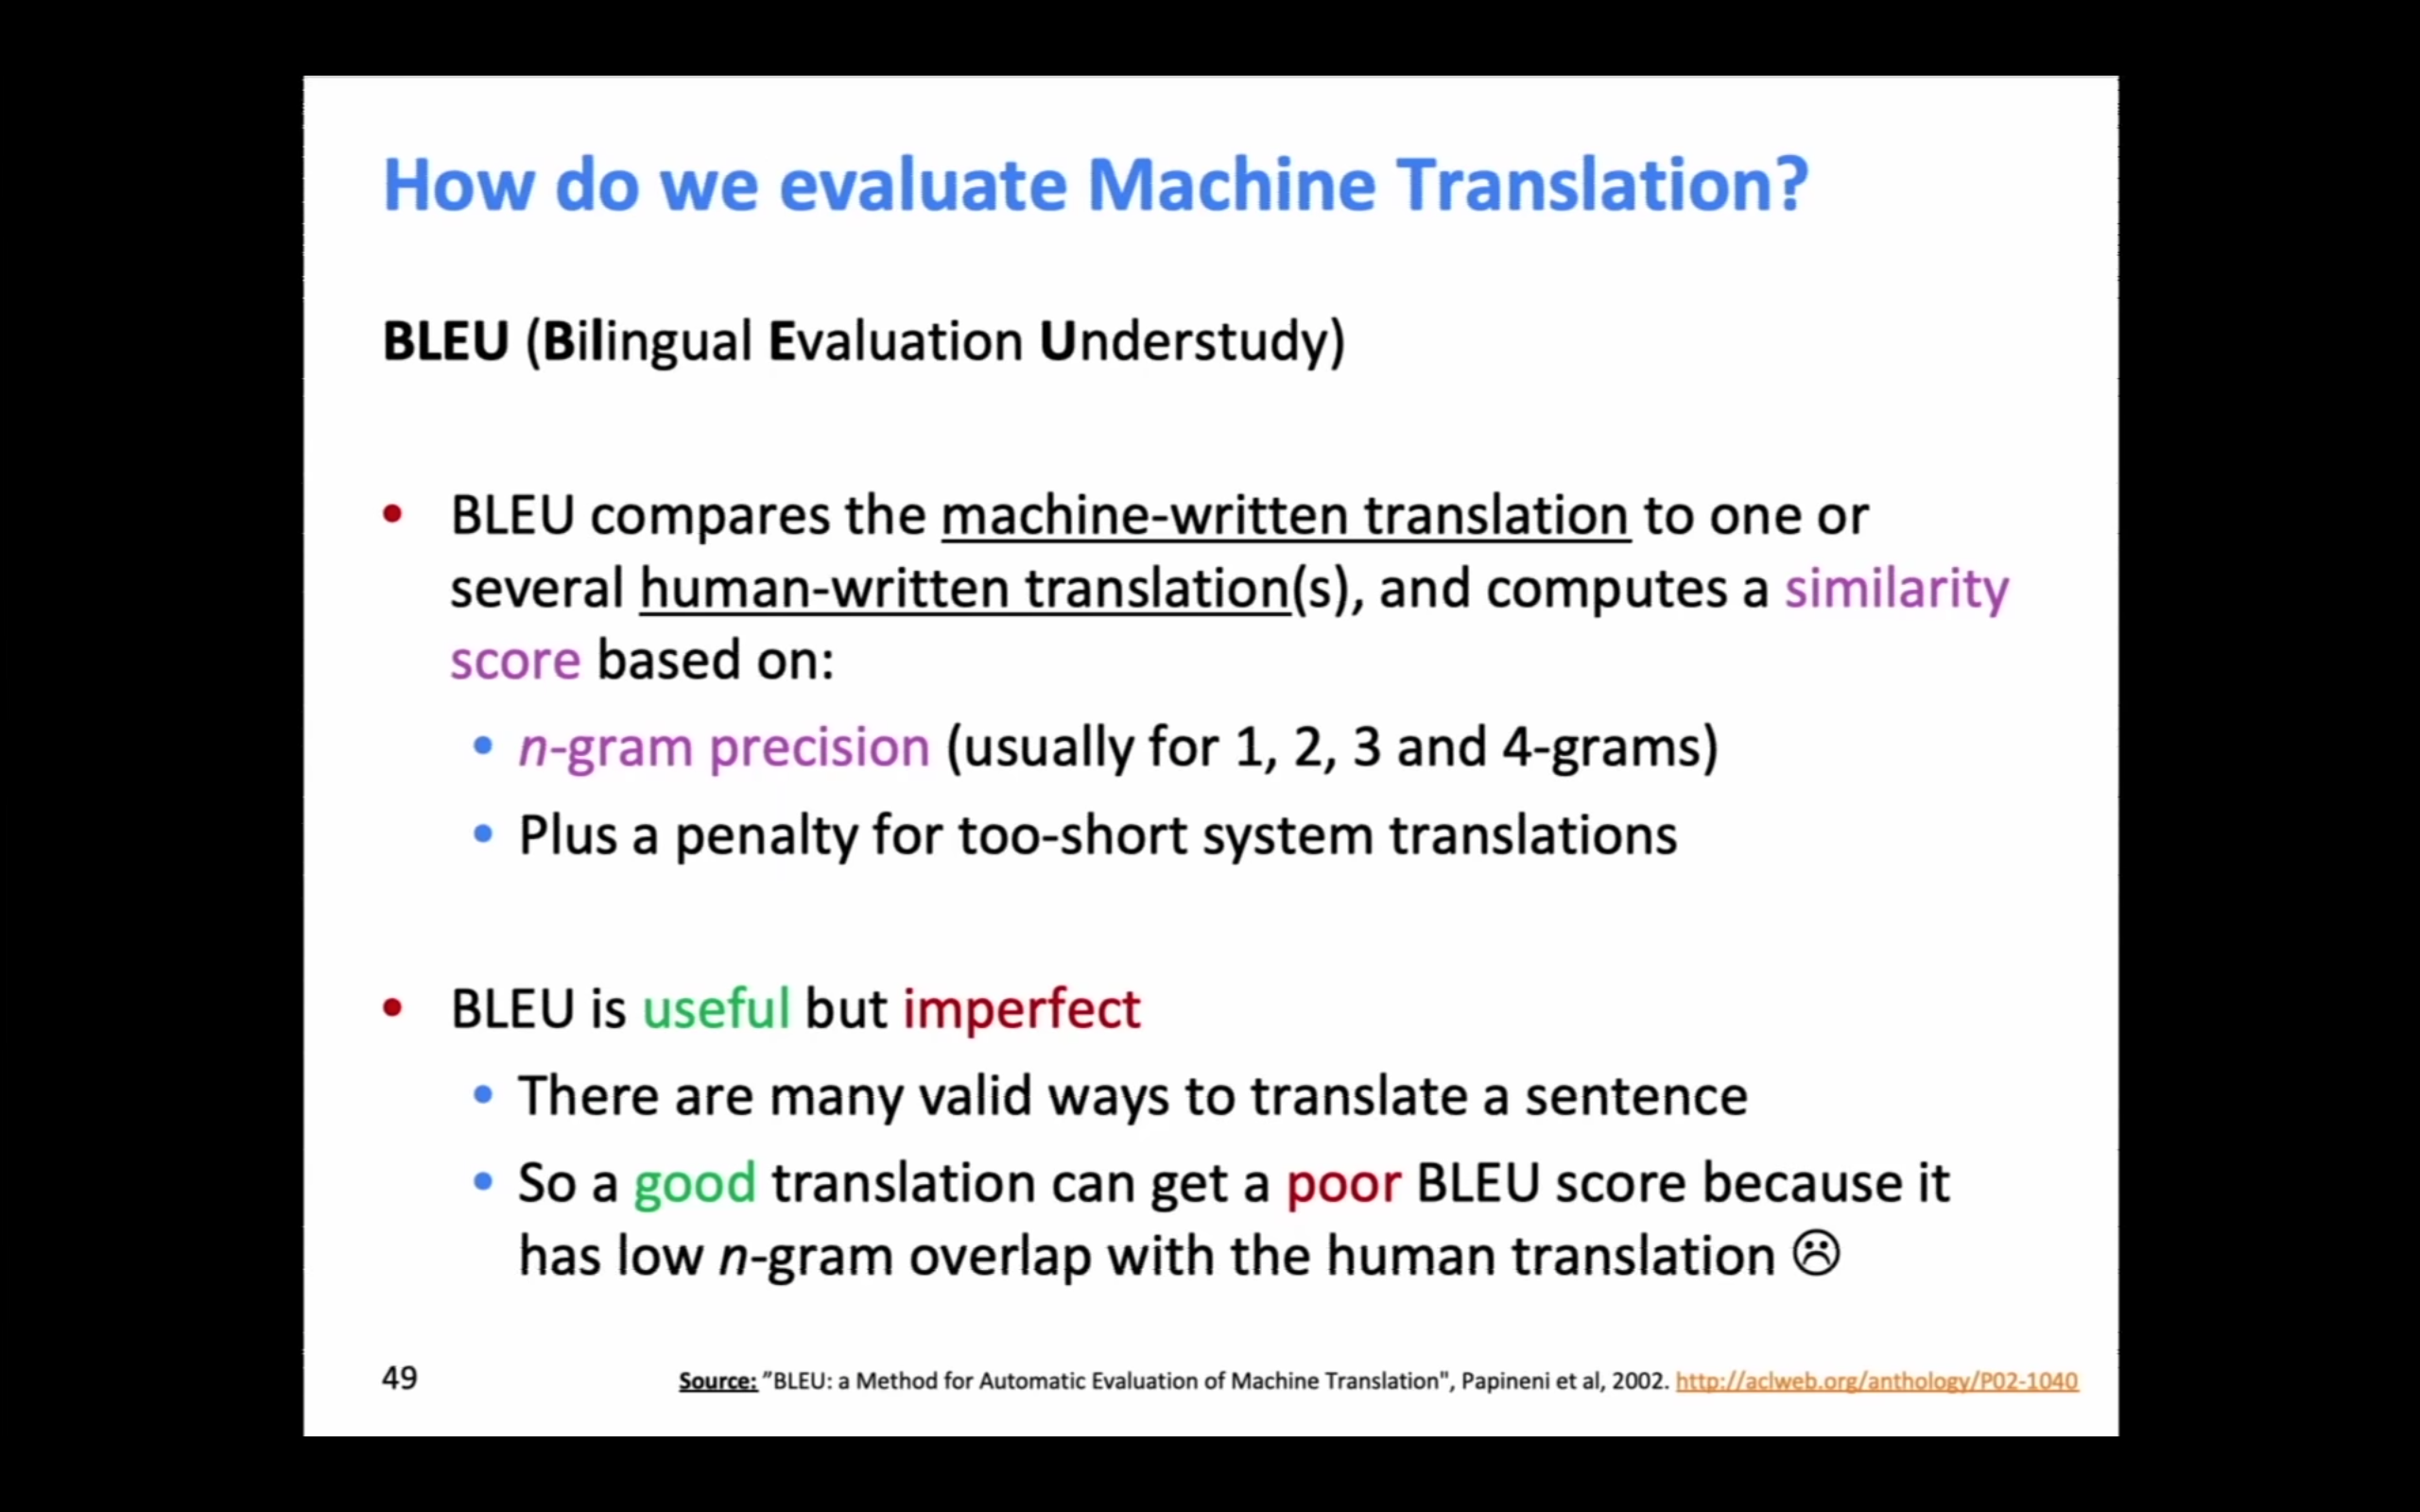 How do we evaluate Machine Translation?
BLEU (Bilingual Evaluation Understudy)
• BLEU compares the machine-written translation to one or
several human-written translation(s), and computes a similarity
score based on:
• n-gram precision (usually for 1, 2, 3 and 4-grams)
• Plus a penalty for too-short system translations
• BLEU is useful but imperfect
• There are many valid ways to translate a sentence
• So a good translation can get a poor BLEU score because it
has low n-gram overlap with the human translation ☹
49
Source: ”BLEU: a Method for Automatic Evaluation of Machine Translation", Papineni et al, 2002. http://aclweb.org/anthology/P02-1040